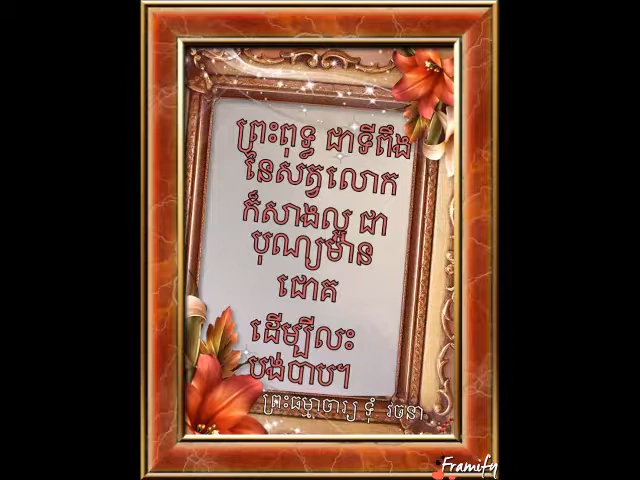 ព្រះពុទ្ធ ជាទីពឹង
នៃសត្វលោក
ក៏សាងល្អ ជា
បុណ្យមាន
ជោគ
ដើម្បីលះ
បង់បាប។
ព្រះធម្មាចារ្យ ទុំ វចនា
Framify